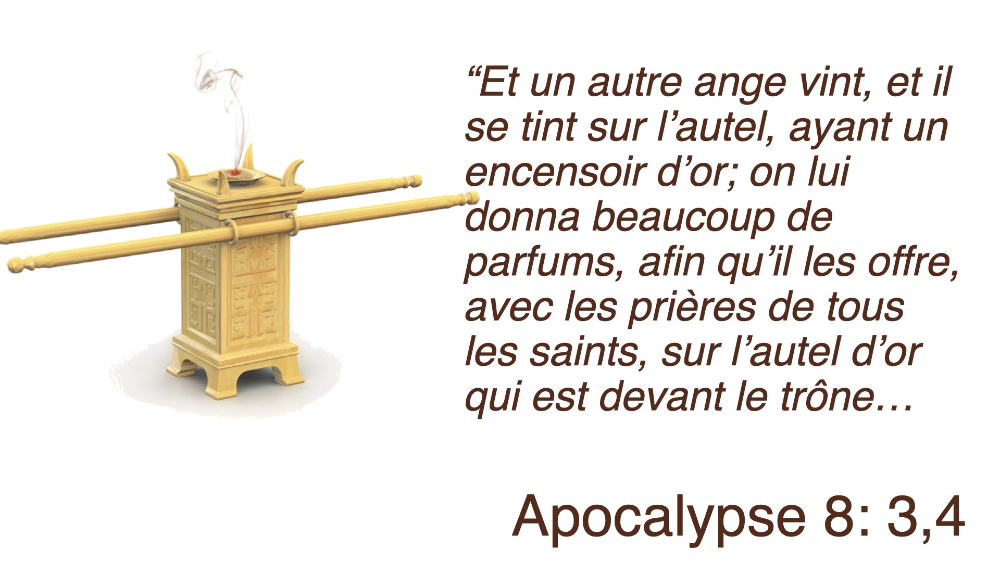 “Et un autre ange vint, et il
se tint sur l’autel, ayant un
encensoir d’or; on lui
donna beaucoup de
parfums, afin qu’il les offre,
avec les prières de tous
les saints, sur l’autel d’or
qui est devant le trône…
Apocalypse 8: 3,4